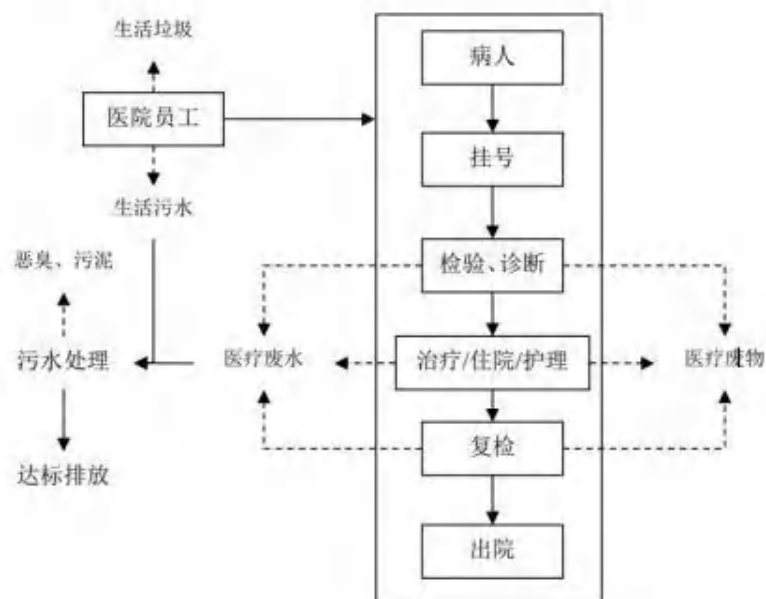 生活垃圾
病人
医院员工
挂号
生活污水
恶臭、污泥
检验、诊断
污水处理
医疗废水
治疗/住院/护理
医疗废物
复检
达标排放
出院